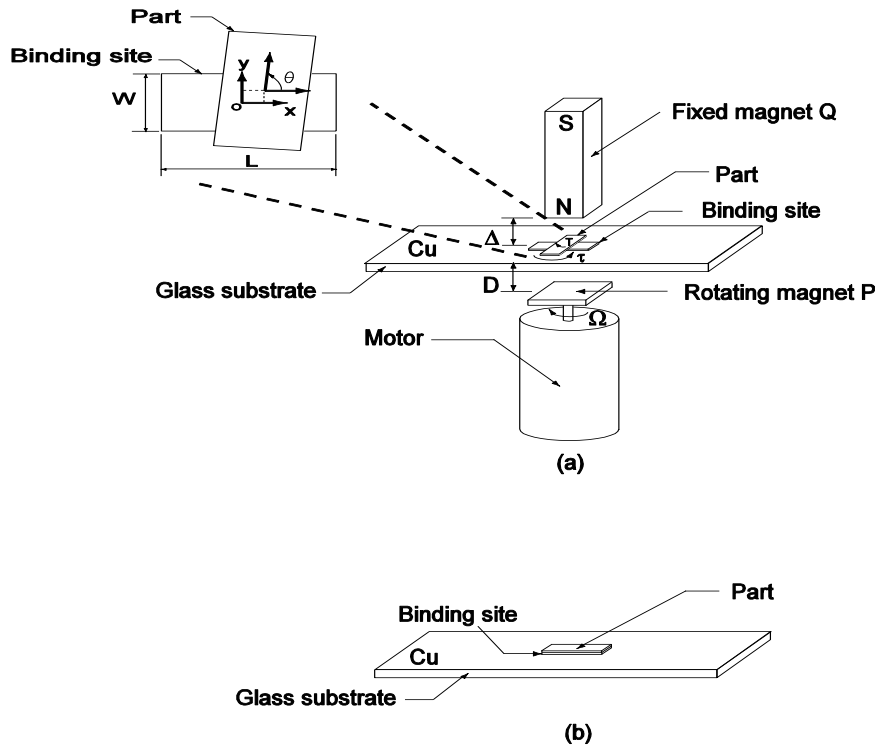 Part
Binding site
y
θ
W
o
x
L
S
Fixed magnet Q
N
Part
Binding site
Δ
τ
τ
Cu
D
Glass substrate
Rotating magnet P
Ω
Motor
(a)
Part
Binding site
Cu
Glass substrate
(b)